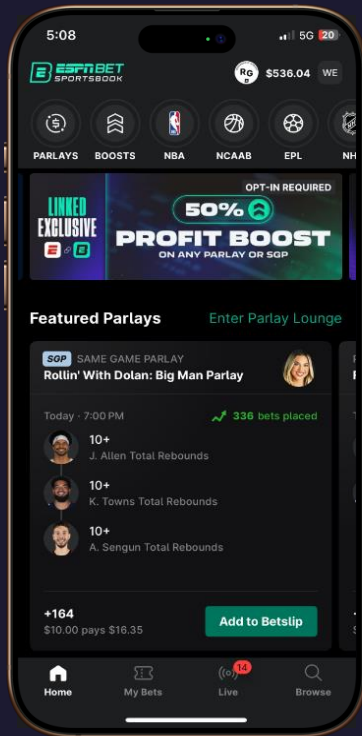 5:08
5G 20
ESPN BET
SPORTSBOOK
RG
$536.04
WE
PARLAYS
BOOSTS
NBA
NCAAB
EPL
NH
OPT-IN REQUIRED
LINKED
EXCLUSIVE
50%
PROFIT BOOST
ON ANY PARLAY OR SGP
Featured Parlays
Enter Parlay Lounge
SGP SAME GAME PARLAY
Rollin' With Dolan: Big Man Parlay
Today · 7:00 PM
336 bets placed
10+
J. Allen Total Rebounds
10+
K. Towns Total Rebounds
10+
A. Sengun Total Rebounds
+164
$10.00 pays $16.35
Add to Betslip
14
Home
My Bets
Live
Browse